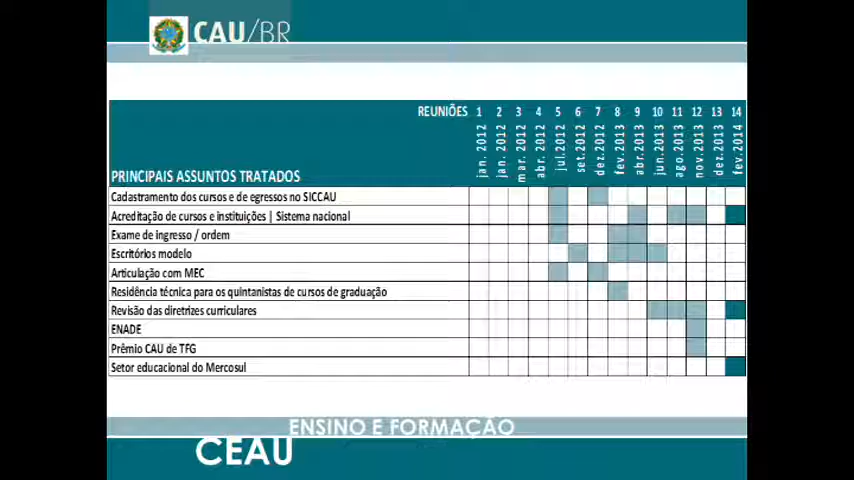 CAU/BR
REUNIÕES 1 2 3 4 5 6 7 8 9 10 11 12 13 14
PRINCIPAIS ASSUNTOS TRATADOS jan. 2012 jan. 2012 mar. 2012 abr. 2012 jul.2012 set.2012 dez.2012 fev.2013 abr.2013 jun.2013 ago.2013 nov.2013 dez.2013 fev.2014
Cadastramento dos cursos e de egressos no SICCAU
Acreditação de cursos e instituições | Sistema nacional
Exame de ingresso / ordem
Escritórios modelo
Articulação com MEC
Residência técnica para os quintanistas de cursos de graduação
Revisão das diretrizes curriculares
ENADE
Prêmio CAU de TFG
Setor educacional do Mercosul
ENSINO E FORMAÇÃO
CEAU